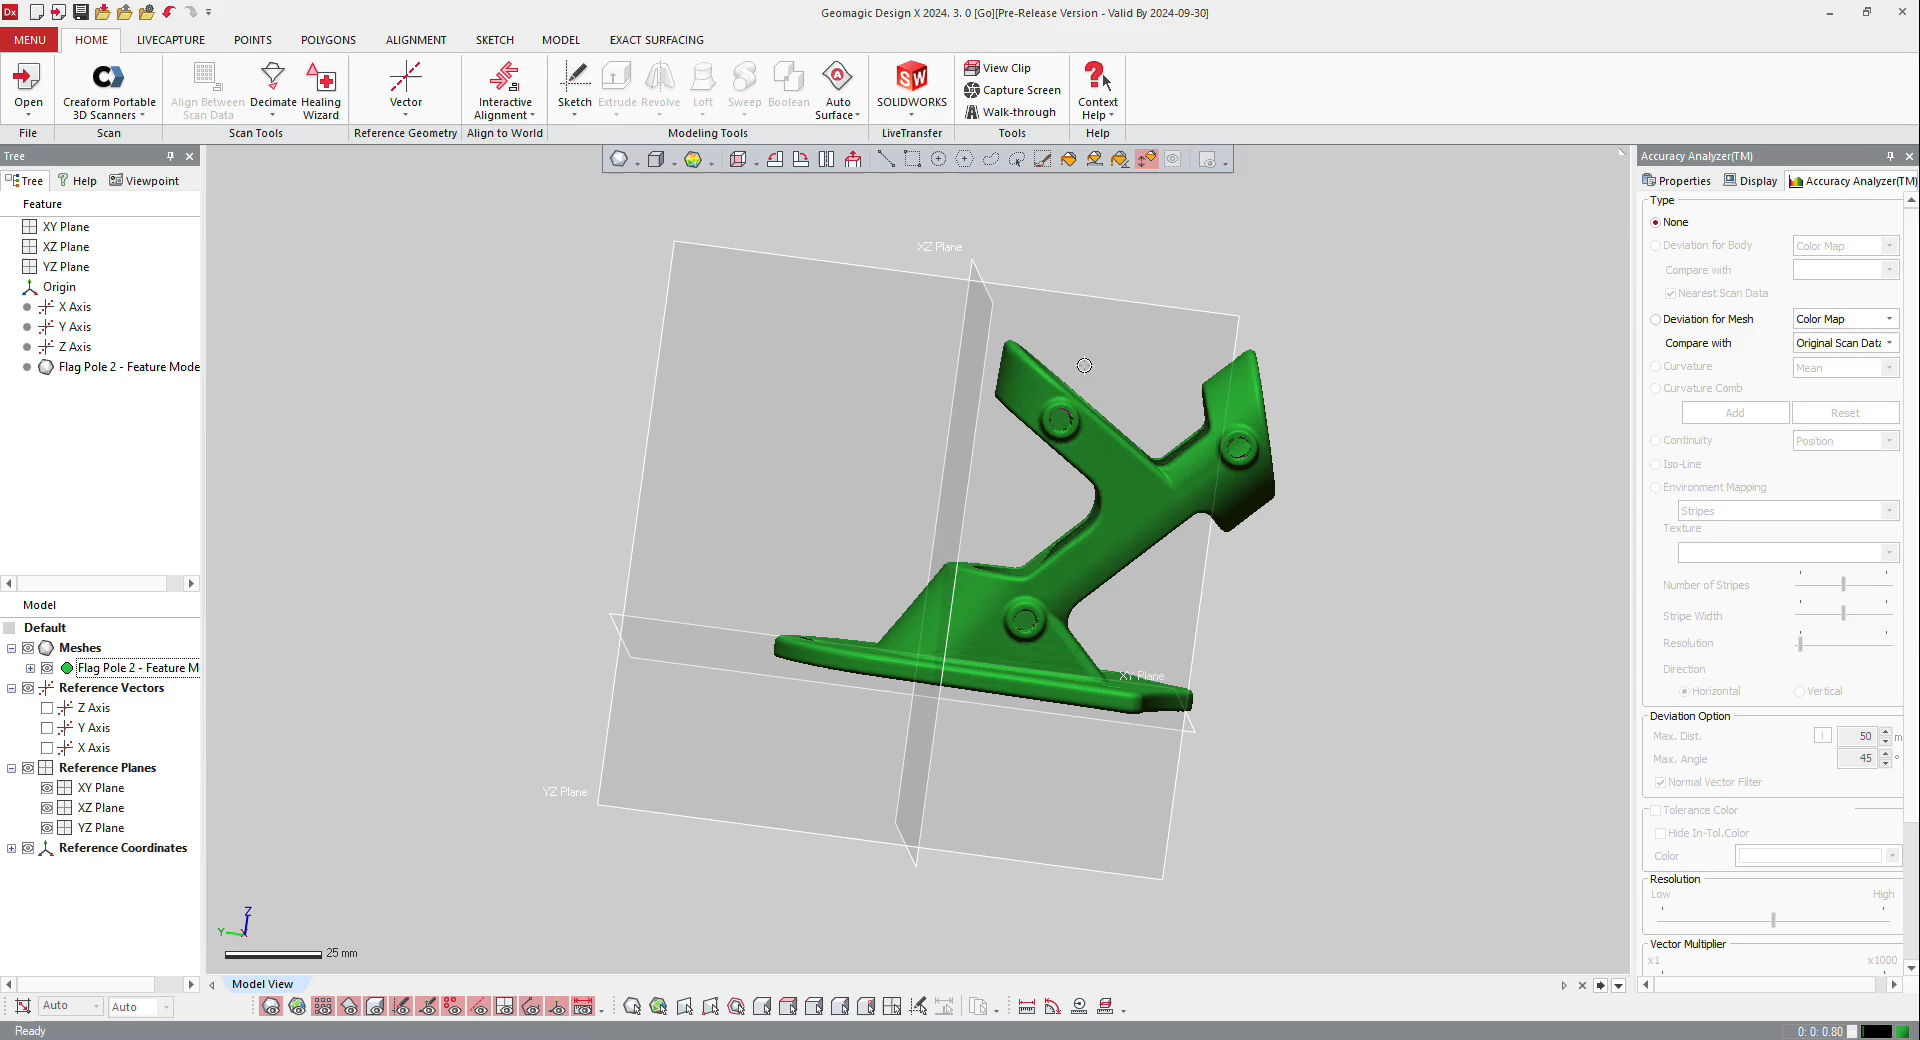 Dx
Geomagic Design X 2024. 3. 0 [Go][Pre-Release Version - Valid By 2024-09-30]
MENU HOME LIVECAPTURE POINTS POLYGONS ALIGNMENT SKETCH MODEL EXACT SURFACING
Open
Creaform Portable
3D Scanners
Align Between
Scan Data
Decimate
Healing
Wizard
Vector
Interactive
Alignment
Sketch Extrude Revolve Loft Sweep Boolean
Auto
Surface
SW
SOLIDWORKS
View Clip
Capture Screen
Walk-through
Context
Help
File Scan Scan Tools Reference Geometry Align to World Modeling Tools LiveTransfer Tools Help
Tree
Tree Help Viewpoint
Feature
XY Plane
XZ Plane
YZ Plane
Origin
X Axis
Y Axis
Z Axis
Flag Pole 2 - Feature Mode
Model
Default
Meshes
Flag Pole 2 - Feature M
Reference Vectors
Z Axis
Y Axis
X Axis
Reference Planes
XY Plane
XZ Plane
YZ Plane
Reference Coordinates
XZ Plane
XY Plane
YZ Plane
Z
Y
X
25 mm
Model View
Accuracy Analyzer(TM)
Properties Display Accuracy Analyzer(TM)
Type
None
Deviation for Body Color Map
Compare with
Nearest Scan Data
Deviation for Mesh Color Map
Compare with Original Scan Data
Curvature Mean
Curvature Comb
Add Reset
Continuity Position
Iso-Line
Environment Mapping
Stripes
Texture
Number of Stripes
Stripe Width
Resolution
Direction
Horizontal Vertical
Deviation Option
Max. Dist. ! 50 m
Max. Angle 45 °
Normal Vector Filter
Tolerance Color
Hide In-Tol.Color
Color
Resolution
Low High
Vector Multiplier
x1 x1000
Auto Auto
Ready
0: 0: 0.80